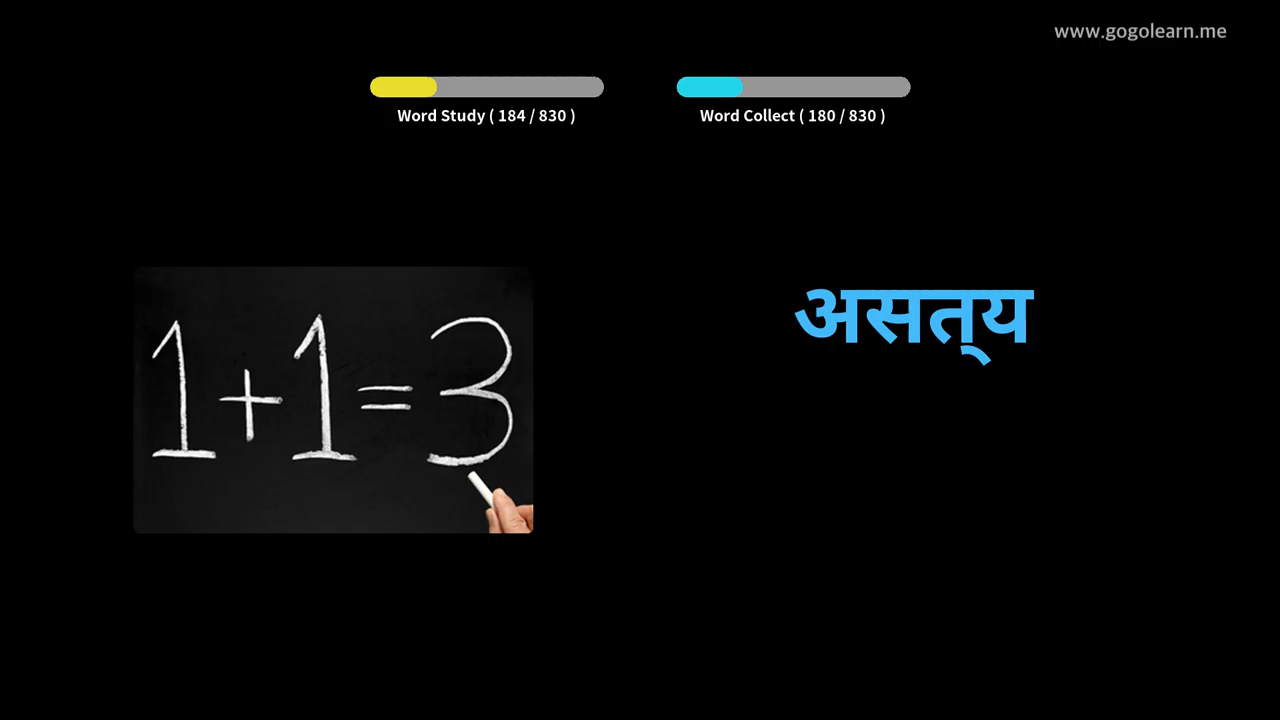 www.gogolearn.me
Word Study ( 184 / 830 )
Word Collect ( 180 / 830 )
1+1=3
असत्‌य